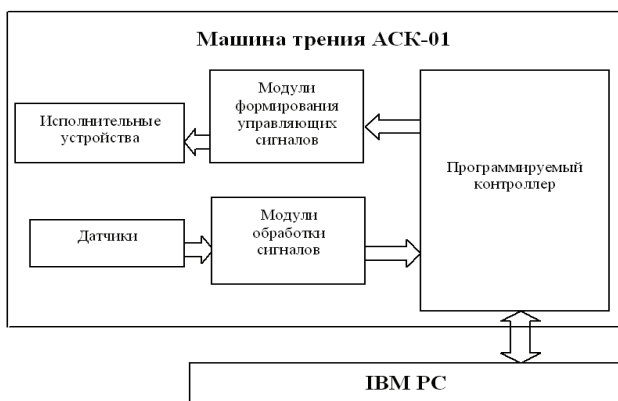 Машина трения АСК-01
Модули
формирования
управляющих
сигналов
Исполнительные
устройства
Программируемый
контроллер
Датчики
Модули
обработки
сигналов
IBM PC